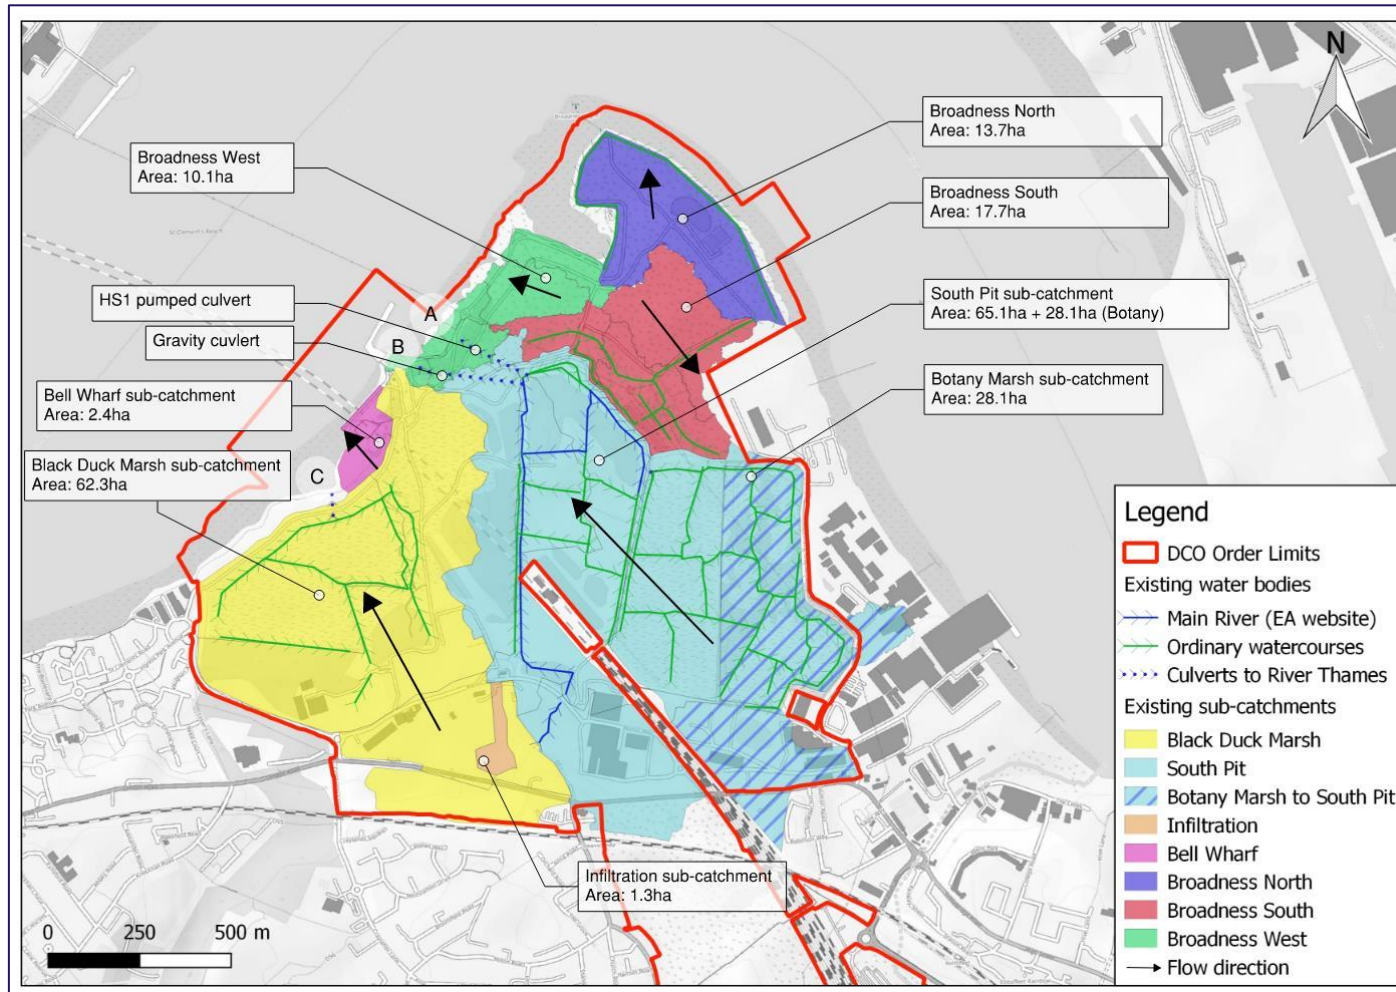 N
Broadness North
Area: 13.7ha
Broadness West
Area: 10.1ha
Broadness South
Area: 17.7ha
HS1 pumped culvert
South Pit sub-catchment
Area: 65.1ha + 28.1ha (Botany)
A
Gravity cuvlert
B
Bell Wharf sub-catchment
Area: 2.4ha
Botany Marsh sub-catchment
Area: 28.1ha
Black Duck Marsh sub-catchment
Area: 62.3ha
C
Infiltration sub-catchment
Area: 1.3ha
0 250 500 m
Legend
DCO Order Limits
Existing water bodies
Main River (EA website)
Ordinary watercourses
Culverts to River Thames
Existing sub-catchments
Black Duck Marsh
South Pit
Botany Marsh to South Pit
Infiltration
Bell Wharf
Broadness North
Broadness South
Broadness West
Flow direction